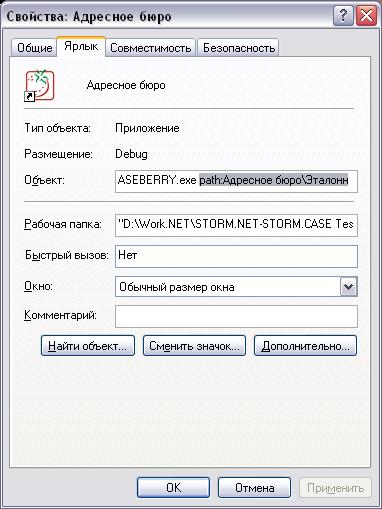 Свойства: Адресное бюро
Общие Ярлык Совместимость Безопасность
Адресное бюро
Тип объекта: Приложение
Размещение: Debug
Объект: ASEBERRY.exe path:Адресное бюро\Эталонн
Рабочая папка: "D:\Work.NET\STORM.NET-STORM.CASE Tes
Быстрый вызов: Нет
Окно: Обычный размер окна
Комментарий:
Найти объект... Сменить значок... Дополнительно...
ОК Отмена Применить